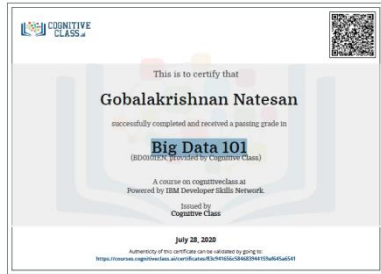 COGNITIVE
CLASS.ai
This is to certify that
Gobalakrishnan Natesan
successfully completed and received a passing grade in
Big Data 101
(BD0101EN, provided by Cognitive Class)
A course on cognitiveclass.ai
Powered by IBM Developer Skills Network.
Issued by
Cognitive Class
July 28, 2020
Authenticity of this certificate can be validated by going to: